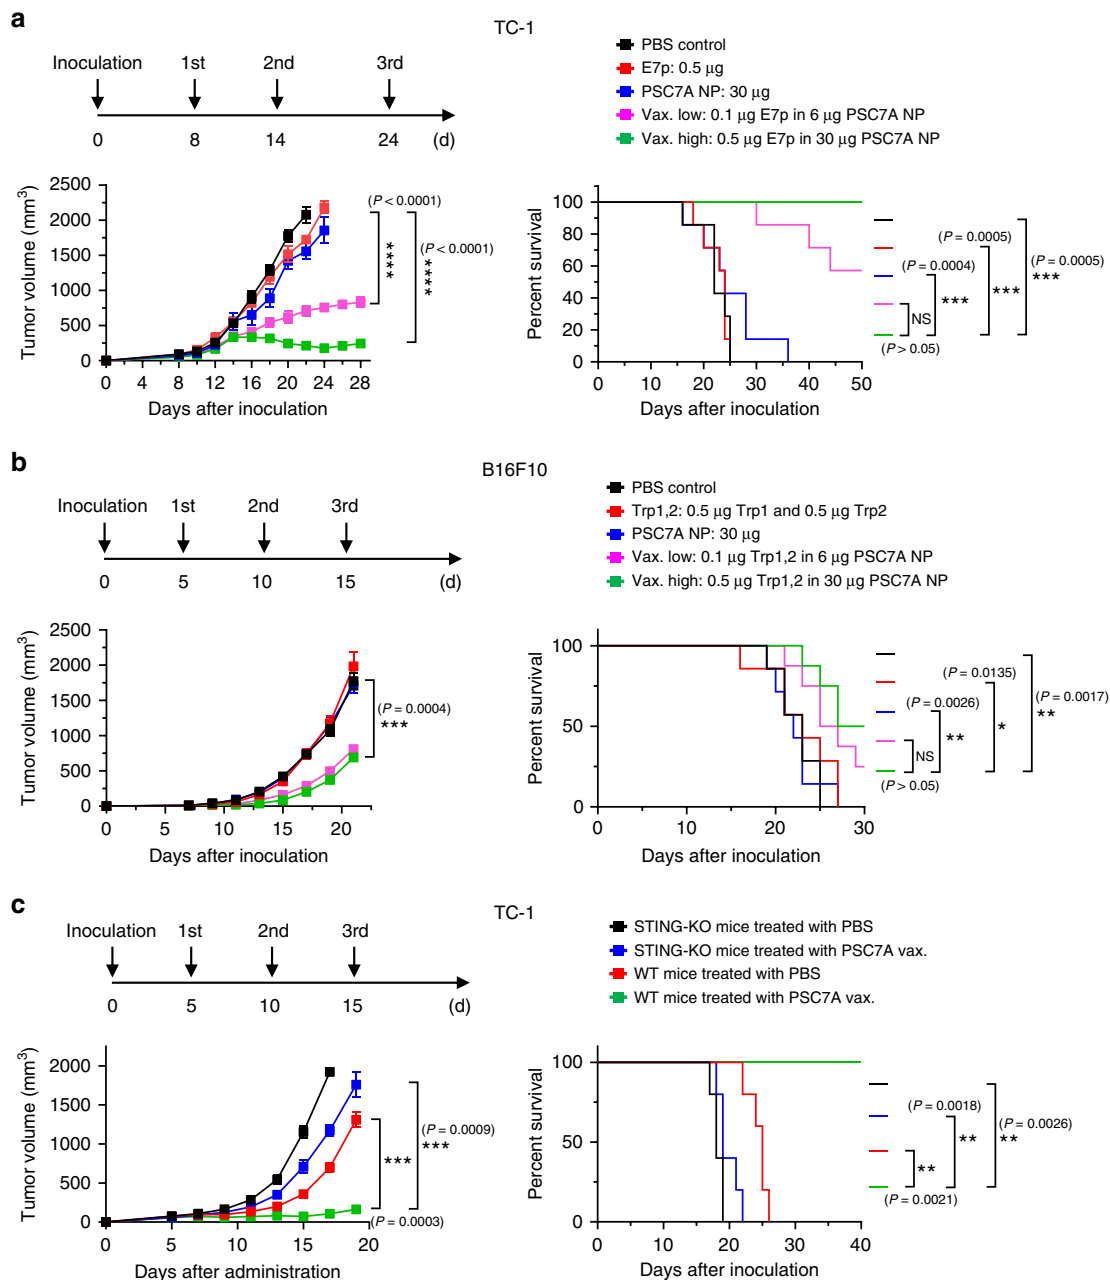 a
TC-1
Inoculation 1st 2nd 3rd
0 8 14 24 (d)
PBS control
E7p: 0.5 µg
PSC7A NP: 30 µg
Vax. low: 0.1 µg E7p in 6 µg PSC7A NP
Vax. high: 0.5 µg E7p in 30 µg PSC7A NP
Tumor volume (mm³)
2500
2000
1500
1000
500
0
0 4 8 12 16 20 24 28
Days after inoculation
(P < 0.0001)
****
(P < 0.0001)
****
Percent survival
100
80
60
40
20
0
0 10 20 30 40 50
Days after inoculation
(P = 0.0005)
(P = 0.0004)
(P = 0.0005)
***
***
***
NS
(P > 0.05)
b
B16F10
Inoculation 1st 2nd 3rd
0 5 10 15 (d)
PBS control
Trp1,2: 0.5 µg Trp1 and 0.5 µg Trp2
PSC7A NP: 30 µg
Vax. low: 0.1 µg Trp1,2 in 6 µg PSC7A NP
Vax. high: 0.5 µg Trp1,2 in 30 µg PSC7A NP
Tumor volume (mm³)
2500
2000
1500
1000
500
0
0 5 10 15 20
Days after inoculation
(P = 0.0004)
***
Percent survival
100
50
0
0 10 20 30
Days after inoculation
(P = 0.0135)
(P = 0.0026)
(P = 0.0017)
**
*
**
NS
(P > 0.05)
c
TC-1
Inoculation 1st 2nd 3rd
0 5 10 15 (d)
STING-KO mice treated with PBS
STING-KO mice treated with PSC7A vax.
WT mice treated with PBS
WT mice treated with PSC7A vax.
Tumor volume (mm³)
2000
1500
1000
500
0
0 5 10 15 20
Days after administration
(P = 0.0009)
***
***
(P = 0.0003)
Percent survival
100
50
0
0 10 20 30 40
Days after inoculation
(P = 0.0018)
(P = 0.0026)
**
**
**
(P = 0.0021)